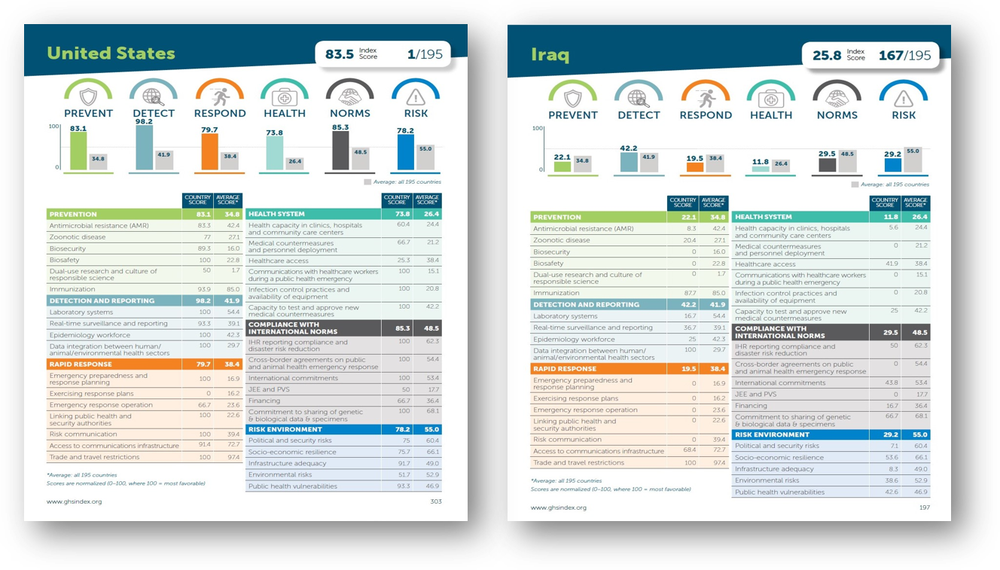 United States
83.5 Index Score 1/195
PREVENT DETECT RESPOND HEALTH NORMS RISK
100
0
83.1 34.8
98.2 41.9
79.7 38.4
73.8 26.4
85.3 48.5
78.2 55.0
Average: all 195 countries
COUNTRY SCORE AVERAGE SCORE*
PREVENTION 83.1 34.8
Antimicrobial resistance (AMR) 83.3 42.4
Zoonotic disease 77 27.1
Biosecurity 89.3 16.0
Biosafety 100 22.8
Dual-use research and culture of
responsible science 50 1.7
Immunization 93.9 85.0
DETECTION AND REPORTING 98.2 41.9
Laboratory systems 100 54.4
Real-time surveillance and reporting 93.3 39.1
Epidemiology workforce 100 42.3
Data integration between human/
animal/environmental health sectors 100 29.7
RAPID RESPONSE 79.7 38.4
Emergency preparedness and
response planning 100 16.9
Exercising response plans 0 16.2
Emergency response operation 66.7 23.6
Linking public health and
security authorities 100 22.6
Risk communication 100 39.4
Access to communications infrastructure 91.4 72.7
Trade and travel restrictions 100 97.4
*Average: all 195 countries
Scores are normalized (0–100, where 100 = most favorable)
COUNTRY SCORE AVERAGE SCORE*
HEALTH SYSTEM 73.8 26.4
Health capacity in clinics, hospitals
and community care centers 60.4 24.4
Medical countermeasures
and personnel deployment 66.7 21.2
Healthcare access 25.3 38.4
Communications with healthcare workers
during a public health emergency 100 15.1
Infection control practices and
availability of equipment 100 20.8
Capacity to test and approve new
medical countermeasures 100 42.2
COMPLIANCE WITH
INTERNATIONAL NORMS 85.3 48.5
IHR reporting compliance and
disaster risk reduction 100 62.3
Cross-border agreements on public
and animal health emergency response 100 54.4
International commitments 100 53.4
JEE and PVS 50 17.7
Financing 66.7 36.4
Commitment to sharing of genetic
& biological data & specimens 100 68.1
RISK ENVIRONMENT 78.2 55.0
Political and security risks 75 60.4
Socio-economic resilience 75.7 66.1
Infrastructure adequacy 91.7 49.0
Environmental risks 51.7 52.9
Public health vulnerabilities 93.3 46.9
www.ghsindex.org 303
Iraq
25.8 Index Score 167/195
PREVENT DETECT RESPOND HEALTH NORMS RISK
100
0
22.1 34.8
42.2 41.9
19.5 38.4
11.8 26.4
29.5 48.5
29.2 55.0
Average: all 195 countries
COUNTRY SCORE AVERAGE SCORE*
PREVENTION 22.1 34.8
Antimicrobial resistance (AMR) 8.3 42.4
Zoonotic disease 20.4 27.1
Biosecurity 0 16.0
Biosafety 0 22.8
Dual-use research and culture of
responsible science 0 1.7
Immunization 87.7 85.0
DETECTION AND REPORTING 42.2 41.9
Laboratory systems 16.7 54.4
Real-time surveillance and reporting 36.7 39.1
Epidemiology workforce 25 42.3
Data integration between human/
animal/environmental health sectors 100 29.7
RAPID RESPONSE 19.5 38.4
Emergency preparedness and
response planning 0 16.9
Exercising response plans 0 16.2
Emergency response operation 0 23.6
Linking public health and
security authorities 0 22.6
Risk communication 0 39.4
Access to communications infrastructure 68.4 72.7
Trade and travel restrictions 100 97.4
*Average: all 195 countries
Scores are normalized (0–100, where 100 = most favorable)
COUNTRY SCORE AVERAGE SCORE*
HEALTH SYSTEM 11.8 26.4
Health capacity in clinics, hospitals
and community care centers 5.6 24.4
Medical countermeasures
and personnel deployment 0 21.2
Healthcare access 41.9 38.4
Communications with healthcare workers
during a public health emergency 0 15.1
Infection control practices and
availability of equipment 0 20.8
Capacity to test and approve new
medical countermeasures 25 42.2
COMPLIANCE WITH
INTERNATIONAL NORMS 29.5 48.5
IHR reporting compliance and
disaster risk reduction 50 62.3
Cross-border agreements on public
and animal health emergency response 0 54.4
International commitments 43.8 53.4
JEE and PVS 0 17.7
Financing 16.7 36.4
Commitment to sharing of genetic
& biological data & specimens 66.7 68.1
RISK ENVIRONMENT 29.2 55.0
Political and security risks 7.1 60.4
Socio-economic resilience 53.6 66.1
Infrastructure adequacy 8.3 49.0
Environmental risks 38.6 52.9
Public health vulnerabilities 42.6 46.9
www.ghsindex.org 197